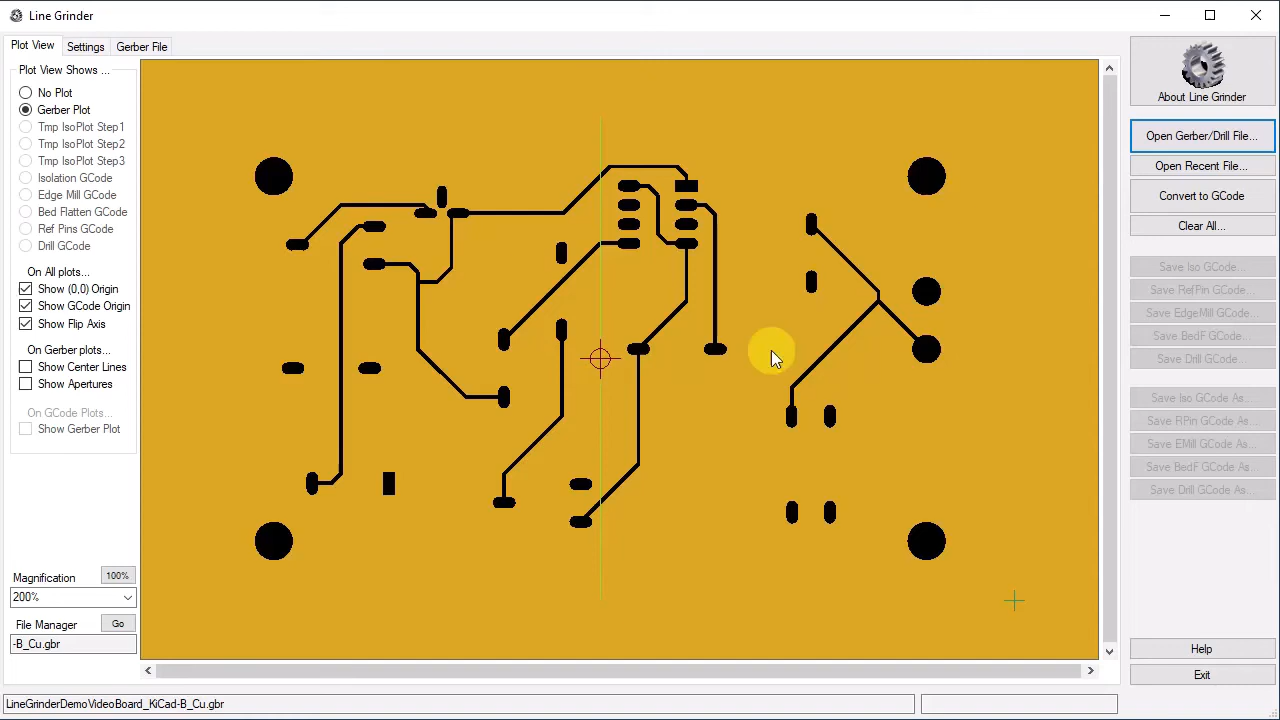 Line Grinder
Plot View
Settings
Gerber File
Plot View Shows ...
No Plot
Gerber Plot
Tmp IsoPlot Step1
Tmp IsoPlot Step2
Tmp IsoPlot Step3
Isolation GCode
Edge Mill GCode
Bed Flatten GCode
Ref Pins GCode
Drill GCode
On All plots...
Show (0,0) Origin
Show GCode Origin
Show Flip Axis
On Gerber plots...
Show Center Lines
Show Apertures
On GCode Plots...
Show Gerber Plot
Magnification
100%
200%
File Manager
Go
-B_Cu.gbr
About Line Grinder
Open Gerber/Drill File...
Open Recent File...
Convert to GCode
Clear All...
Save Iso GCode...
Save RefPin GCode...
Save EdgeMill GCode...
Save BedF GCode...
Save Drill GCode...
Save Iso GCode As...
Save RPin GCode As...
Save EMill GCode As...
Save BedF GCode As...
Save Drill GCode As...
Help
Exit
LineGrinderDemoVideoBoard_KiCad-B_Cu.gbr